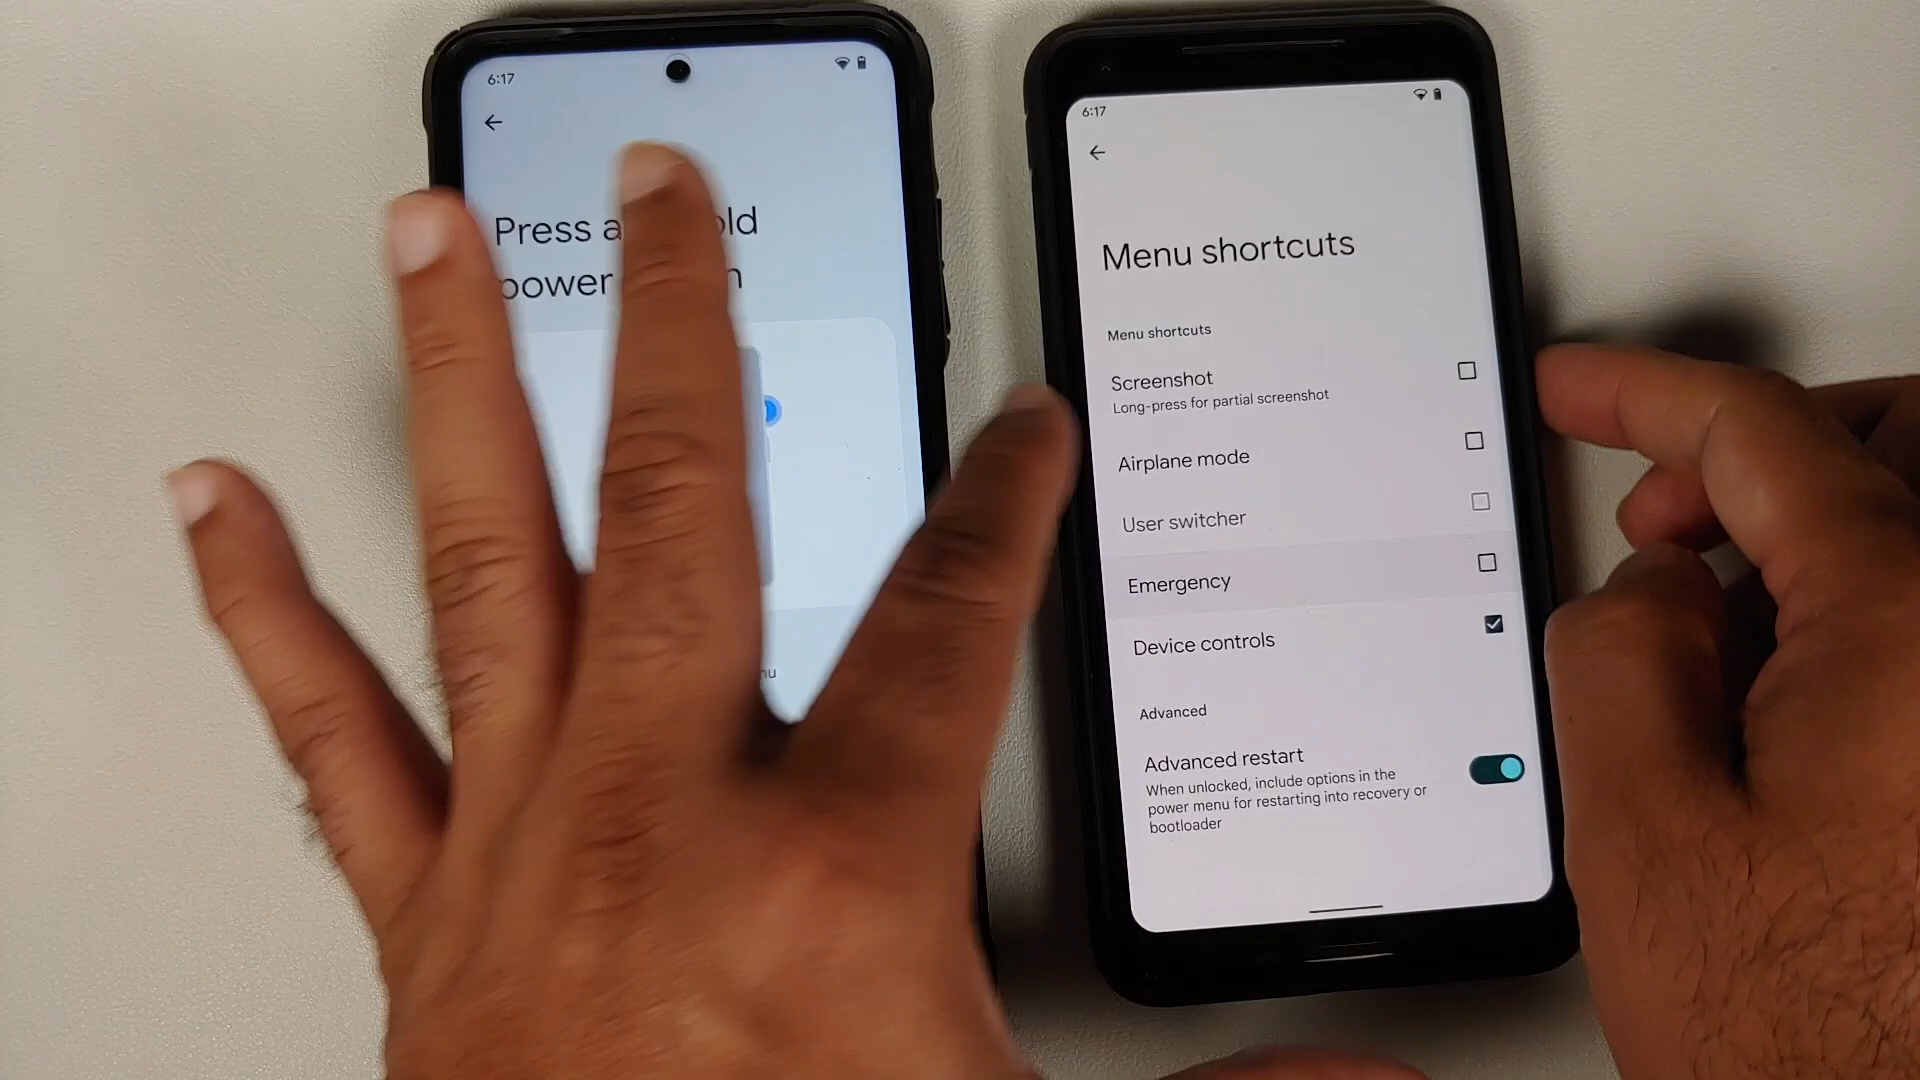 6:17
Press a old
power n
nu
6:17
Menu shortcuts
Menu shortcuts
Screenshot
Long-press for partial screenshot
Airplane mode
User switcher
Emergency
Device controls
Advanced
Advanced restart
When unlocked, include options in the
power menu for restarting into recovery or
bootloader